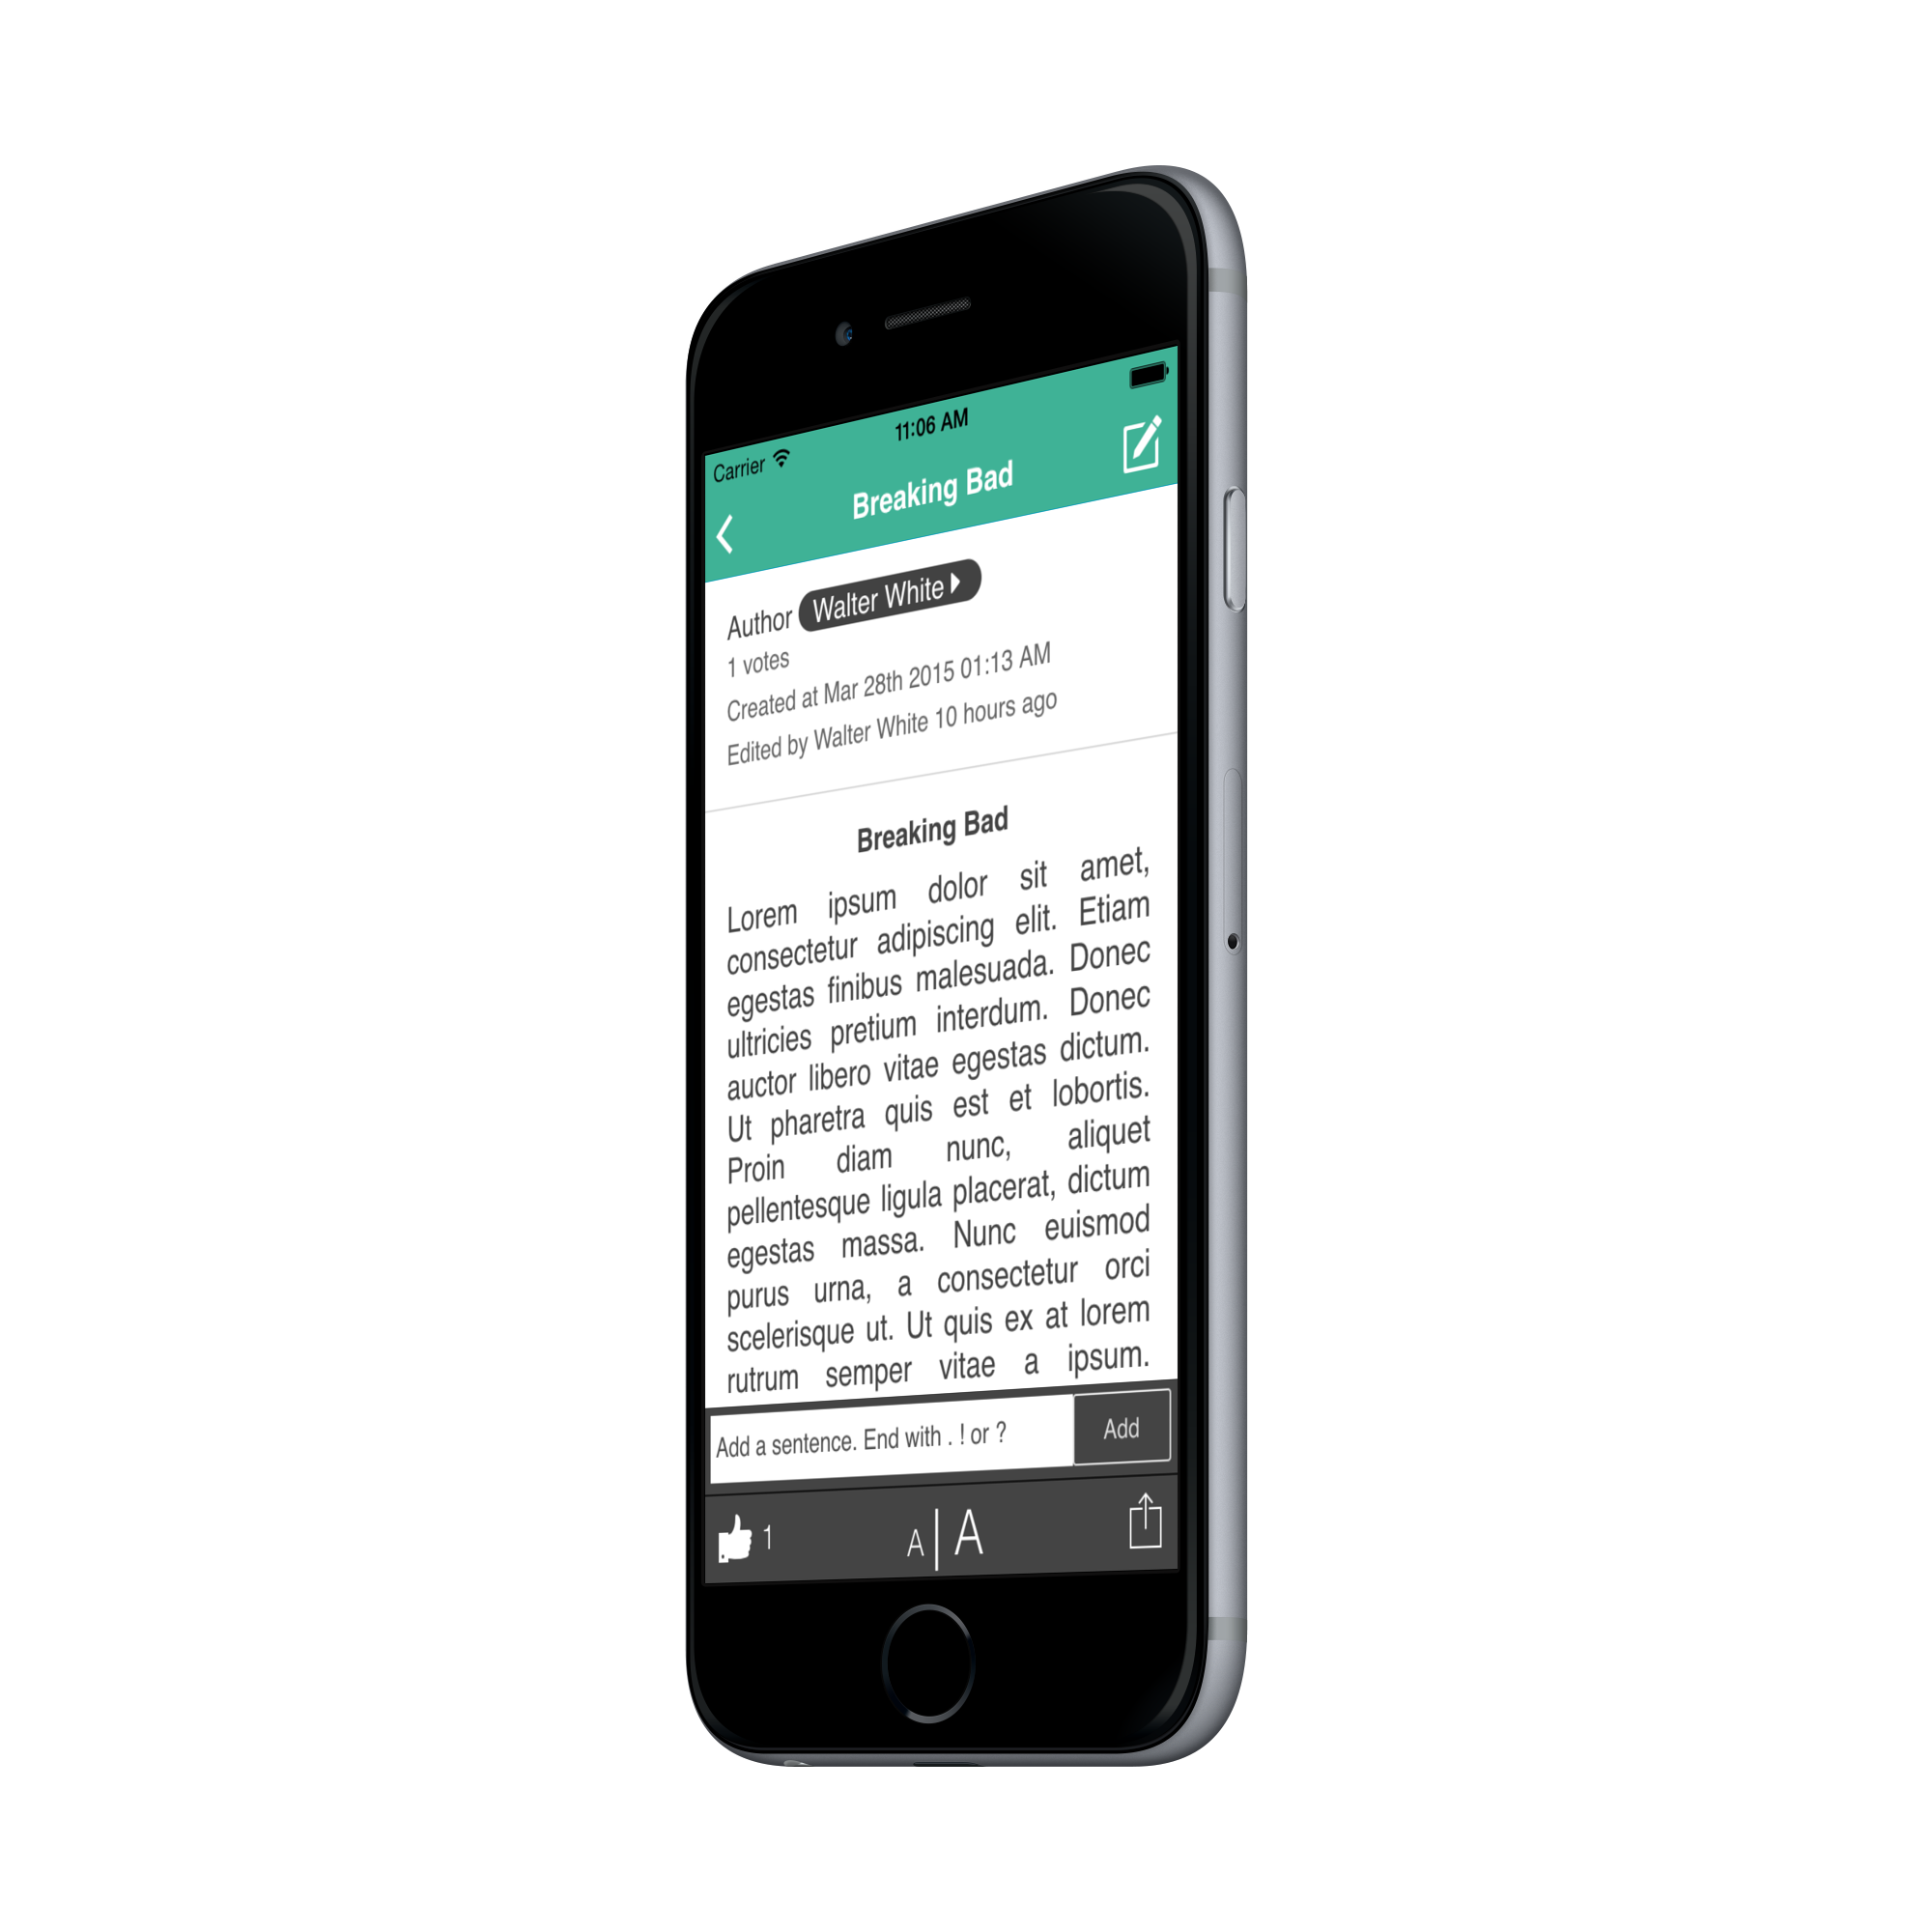 11:06 AM
Carrier
Breaking Bad
Author Walter White
1 votes
Created at Mar 28th 2015 01:13 AM
Edited by Walter White 10 hours ago
Breaking Bad
Lorem ipsum dolor sit amet,
consectetur adipiscing elit. Etiam
egestas finibus malesuada. Donec
ultricies pretium interdum. Donec
auctor libero vitae egestas dictum.
Ut pharetra quis est et lobortis.
Proin diam nunc, aliquet
pellentesque ligula placerat, dictum
egestas massa. Nunc euismod
purus urna, a consectetur orci
scelerisque ut. Ut quis ex at lorem
rutrum semper vitae a ipsum.
Add a sentence. End with . ! or ? Add
1 A | A